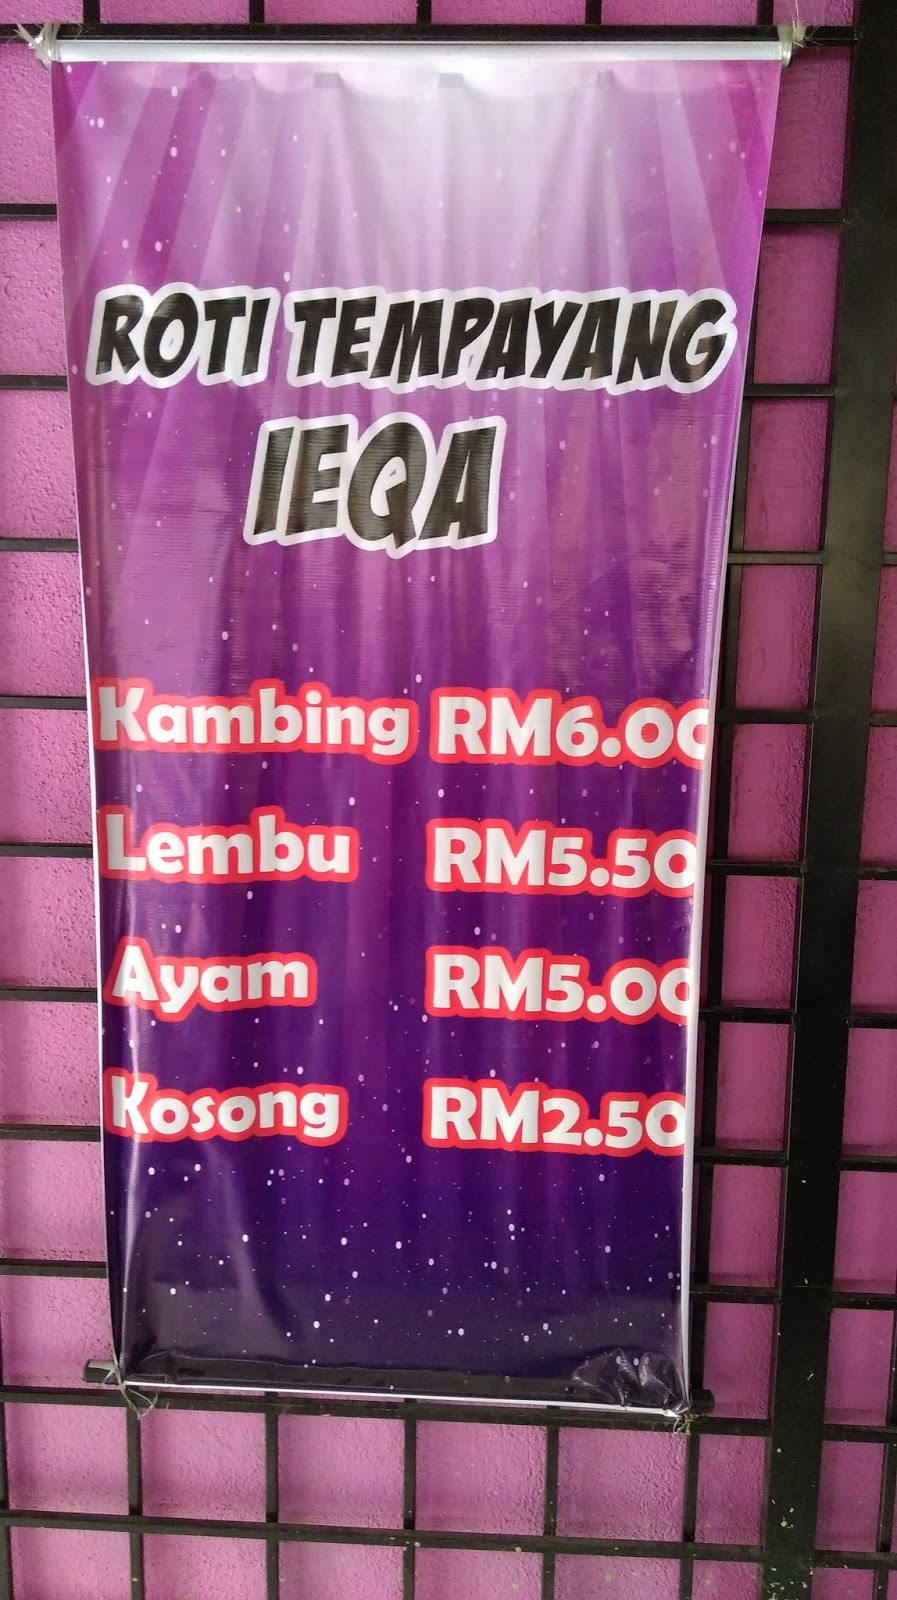 ROTI TEMPAYANG
IEQA
Kambing RM6.00
Lembu RM5.50
Ayam RM5.00
Kosong RM2.50